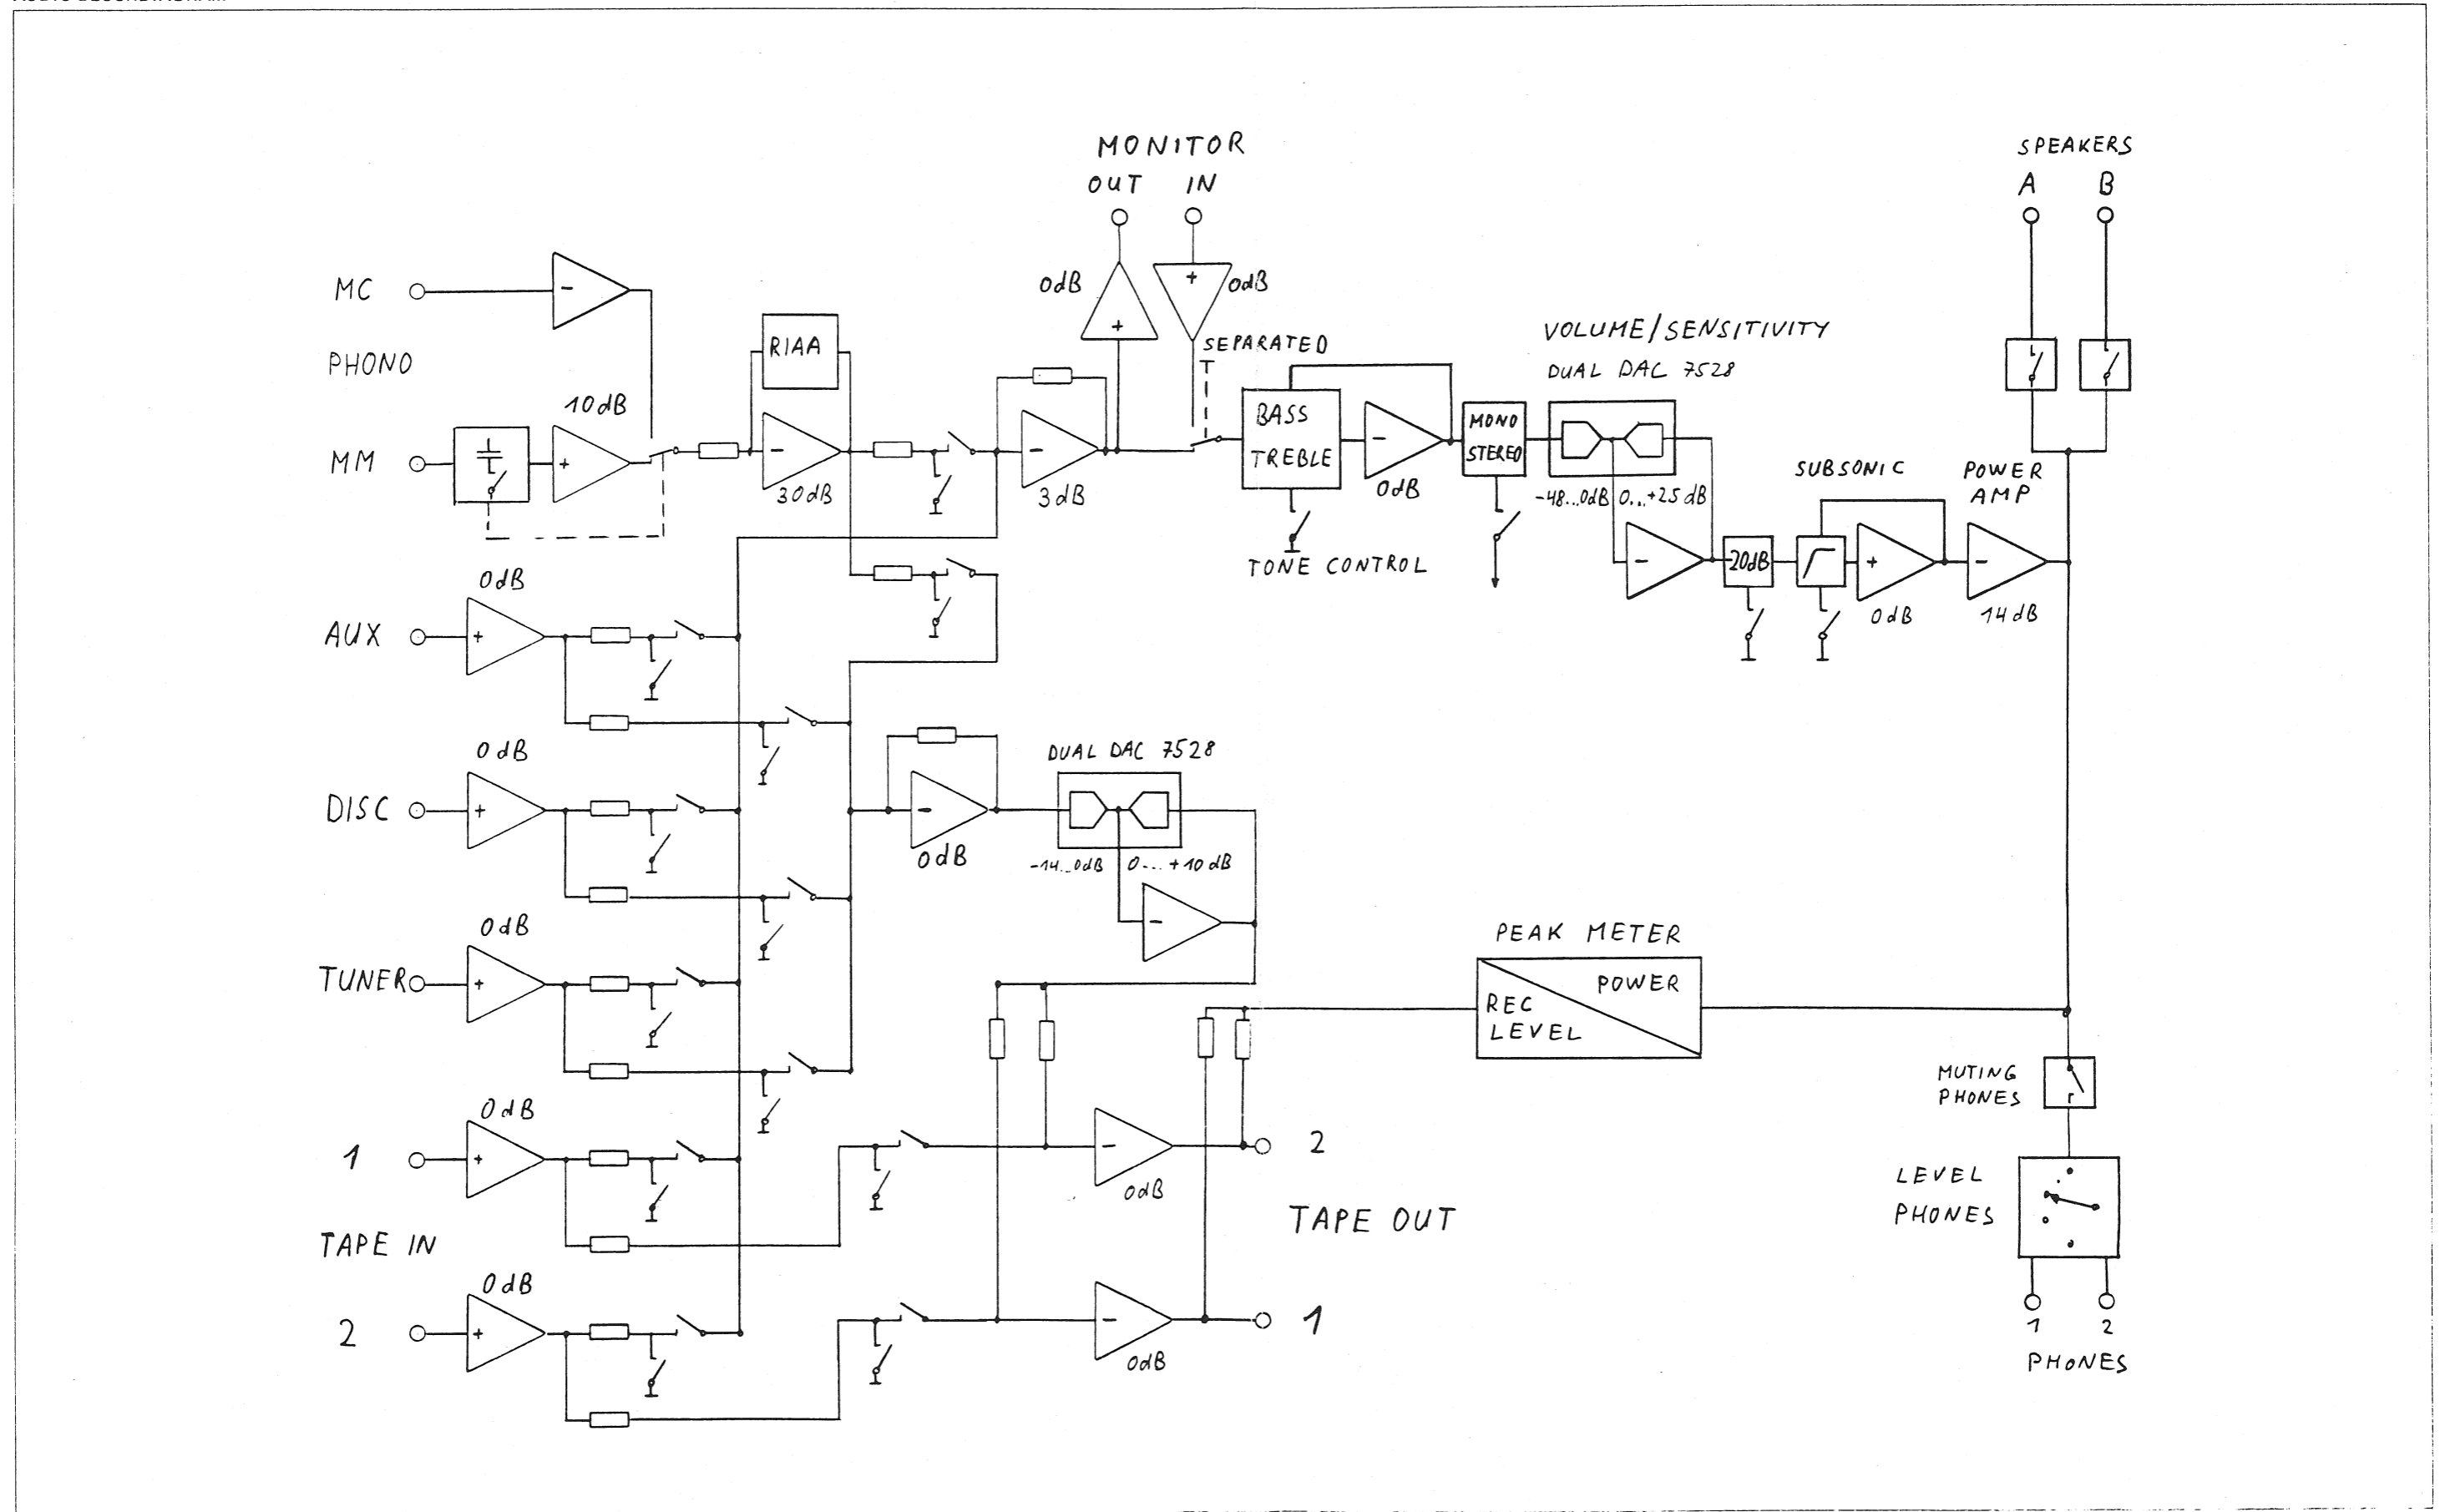 MONITOR
OUT IN
SPEAKERS
A B
0dB
0dB
MC
PHONO
10dB
MM
RIAA
30dB
3dB
SEPARATED
BASS
TREBLE
0dB
TONE CONTROL
MONO
STEREO
VOLUME/SENSITIVITY
DUAL DAC 7528
-48...0dB 0...+25dB
-20dB
SUBSONIC
0dB
POWER
AMP
14dB
0dB
AUX
0dB
DISC
0dB
DUAL DAC 7528
-14...0dB 0...+10dB
0dB
TUNER
PEAK METER
REC
LEVEL
POWER
0dB
1
TAPE IN
0dB
2
2
0dB
TAPE OUT
1
0dB
MUTING
PHONES
LEVEL
PHONES
1 2
PHONES